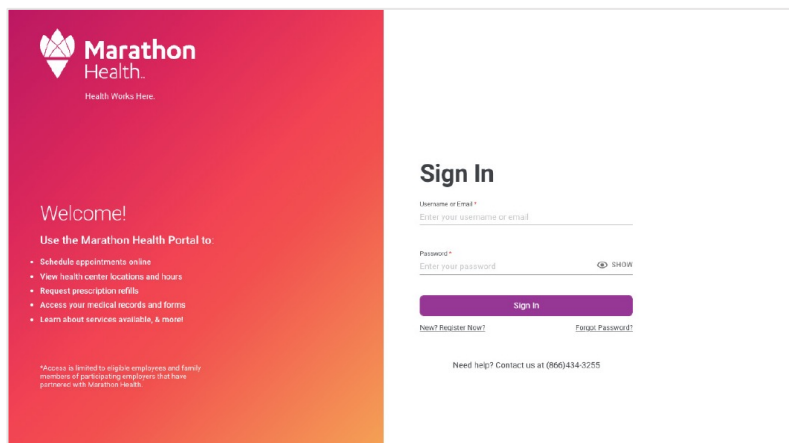 Marathon
Health.
Health Works Here.
Welcome!
Use the Marathon Health Portal to:
• Schedule appointments online
• View health center locations and hours
• Request prescription refills
• Access your medical records and forms
• Learn about services available, & more!
*Access is limited to eligible employees and family
members of participating employers that have
partnered with Marathon Health.
Sign In
Username or Email *
Enter your username or email
Password *
Enter your password
SHOW
Sign In
New? Register Now?
Forgot Password?
Need help? Contact us at (866)434-3255